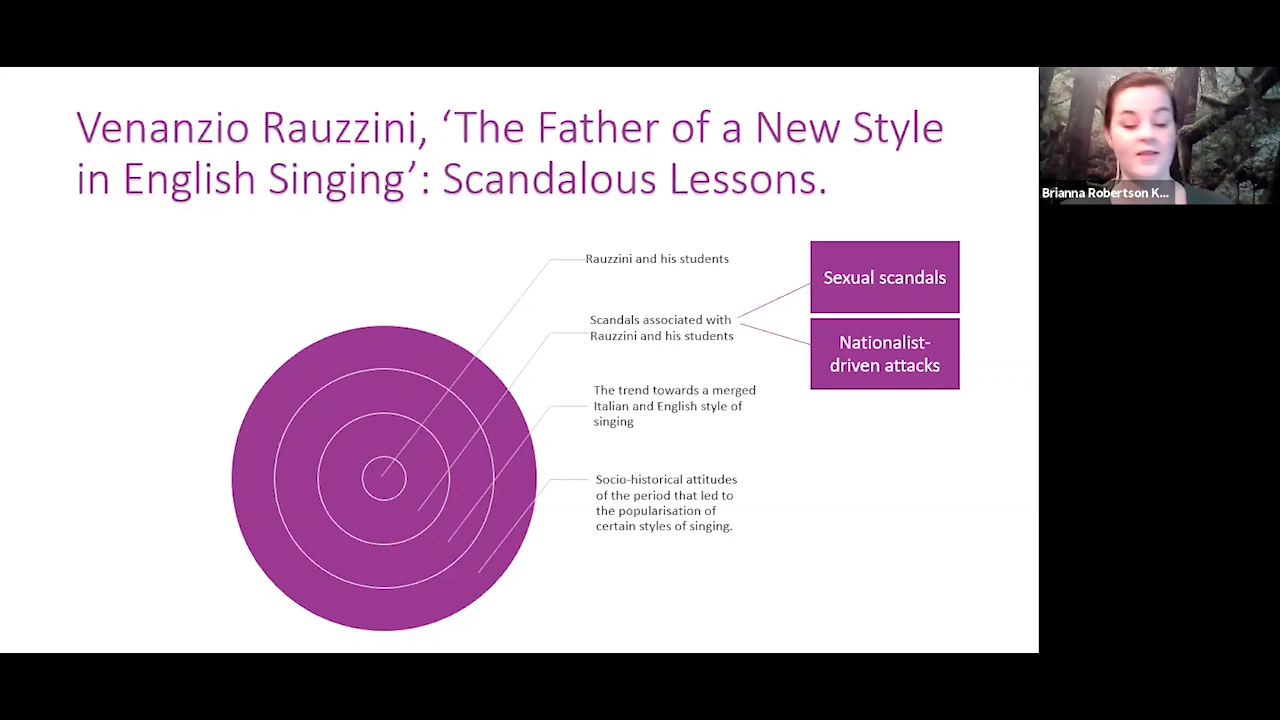 Venanzio Rauzzini, ‘The Father of a New Style
in English Singing’: Scandalous Lessons.
Rauzzini and his students
Scandals associated with
Rauzzini and his students
Sexual scandals
Nationalist-
driven attacks
The trend towards a merged
Italian and English style of
singing
Socio-historical attitudes
of the period that led to
the popularisation of
certain styles of singing.
Brianna Robertson K...